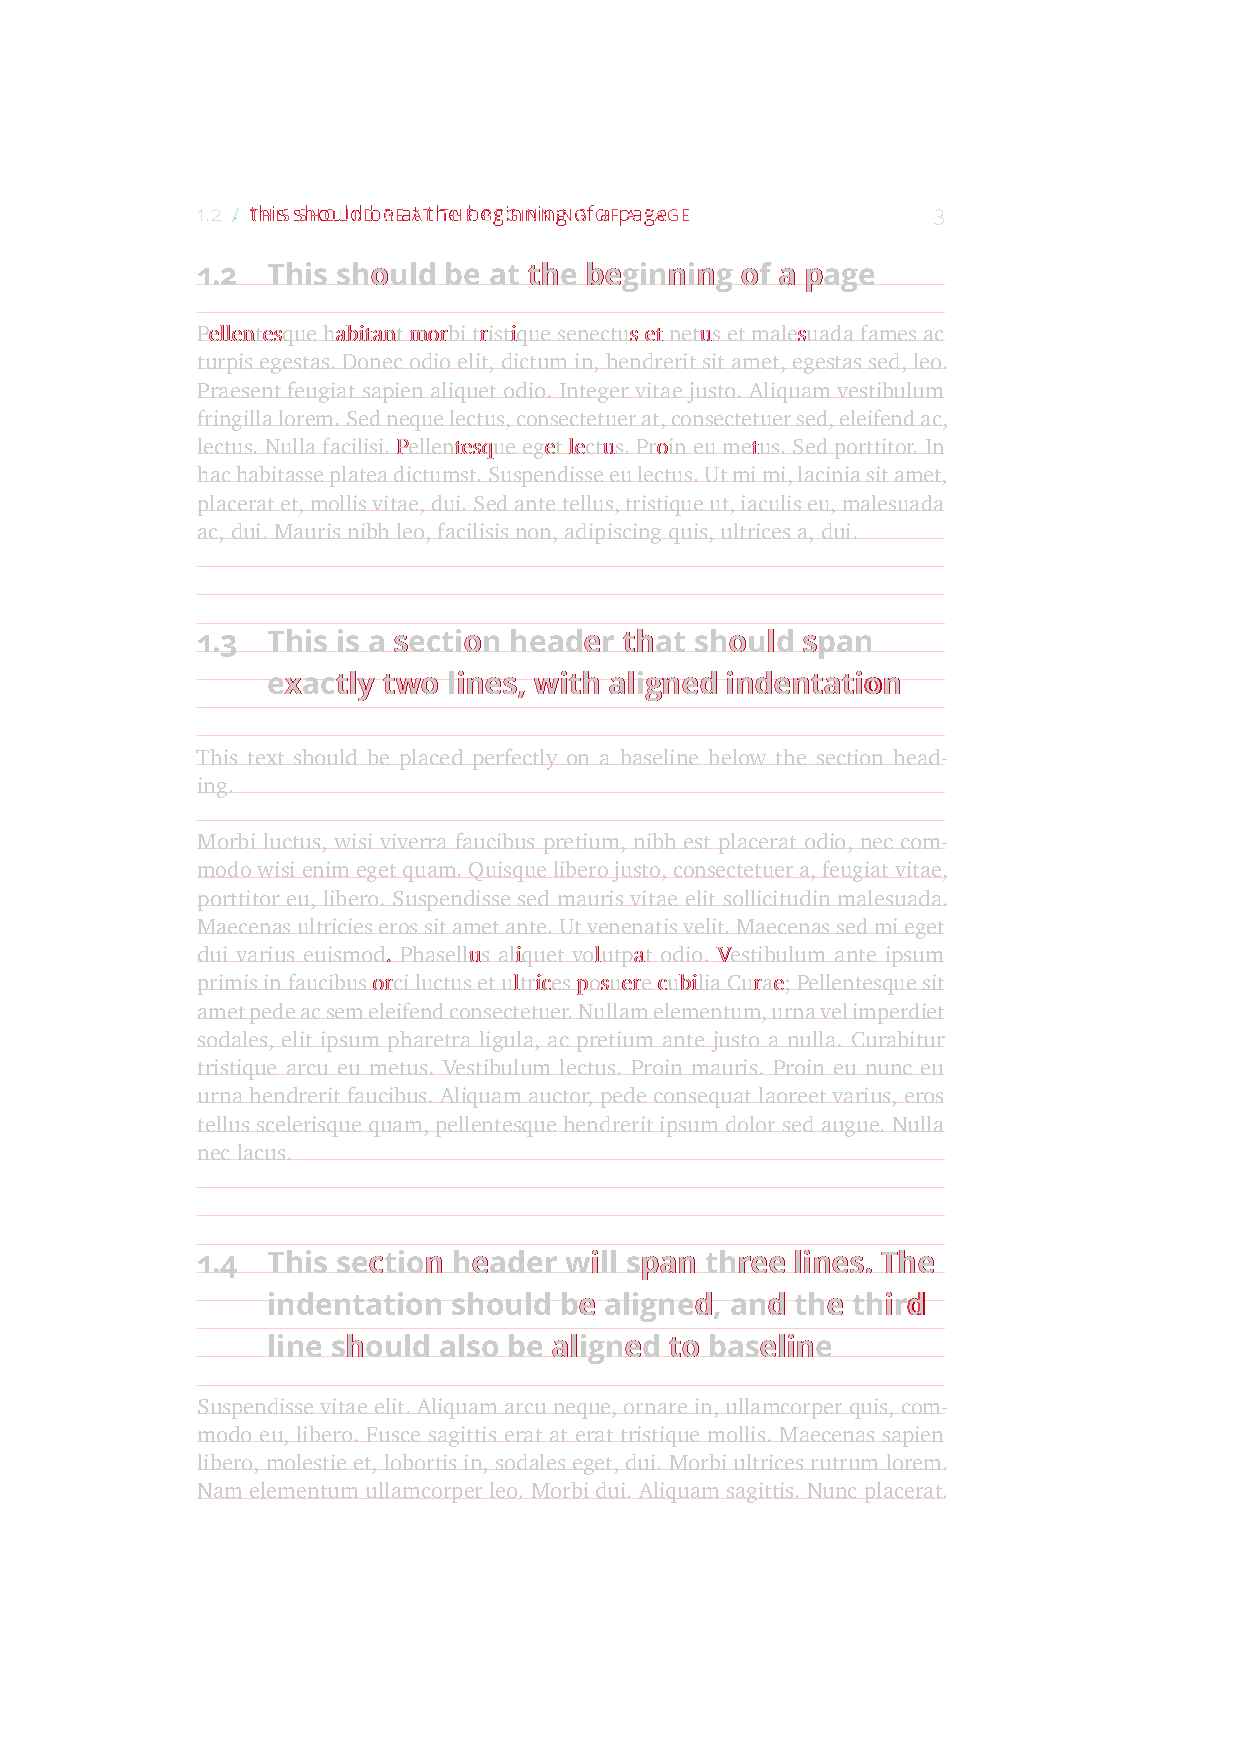 1.2 / THIS SHOULD BE AT THE BEGINNING OF A PAGE 3
1.2 This should be at the beginning of a page
Pellentesque habitant morbi tristique senectus et netus et malesuada fames ac
turpis egestas. Donec odio elit, dictum in, hendrerit sit amet, egestas sed, leo.
Praesent feugiat sapien aliquet odio. Integer vitae justo. Aliquam vestibulum
fringilla lorem. Sed neque lectus, consectetuer at, consectetuer sed, eleifend ac,
lectus. Nulla facilisi. Pellentesque eget lectus. Proin eu metus. Sed porttitor. In
hac habitasse platea dictumst. Suspendisse eu lectus. Ut mi mi, lacinia sit amet,
placerat et, mollis vitae, dui. Sed ante tellus, tristique ut, iaculis eu, malesuada
ac, dui. Mauris nibh leo, facilisis non, adipiscing quis, ultrices a, dui.
1.3 This is a section header that should span
exactly two lines, with aligned indentation
This text should be placed perfectly on a baseline below the section head-
ing.
Morbi luctus, wisi viverra faucibus pretium, nibh est placerat odio, nec com-
modo wisi enim eget quam. Quisque libero justo, consectetuer a, feugiat vitae,
porttitor eu, libero. Suspendisse sed mauris vitae elit sollicitudin malesuada.
Maecenas ultricies eros sit amet ante. Ut venenatis velit. Maecenas sed mi eget
dui varius euismod. Phasellus aliquet volutpat odio. Vestibulum ante ipsum
primis in faucibus orci luctus et ultrices posuere cubilia Curae; Pellentesque sit
amet pede ac sem eleifend consectetuer. Nullam elementum, urna vel imperdiet
sodales, elit ipsum pharetra ligula, ac pretium ante justo a nulla. Curabitur
tristique arcu eu metus. Vestibulum lectus. Proin mauris. Proin eu nunc eu
urna hendrerit faucibus. Aliquam auctor, pede consequat laoreet varius, eros
tellus scelerisque quam, pellentesque hendrerit ipsum dolor sed augue. Nulla
nec lacus.
1.4 This section header will span three lines. The
indentation should be aligned, and the third
line should also be aligned to baseline
Suspendisse vitae elit. Aliquam arcu neque, ornare in, ullamcorper quis, com-
modo eu, libero. Fusce sagittis erat at erat tristique mollis. Maecenas sapien
libero, molestie et, lobortis in, sodales eget, dui. Morbi ultrices rutrum lorem.
Nam elementum ullamcorper leo. Morbi dui. Aliquam sagittis. Nunc placerat.